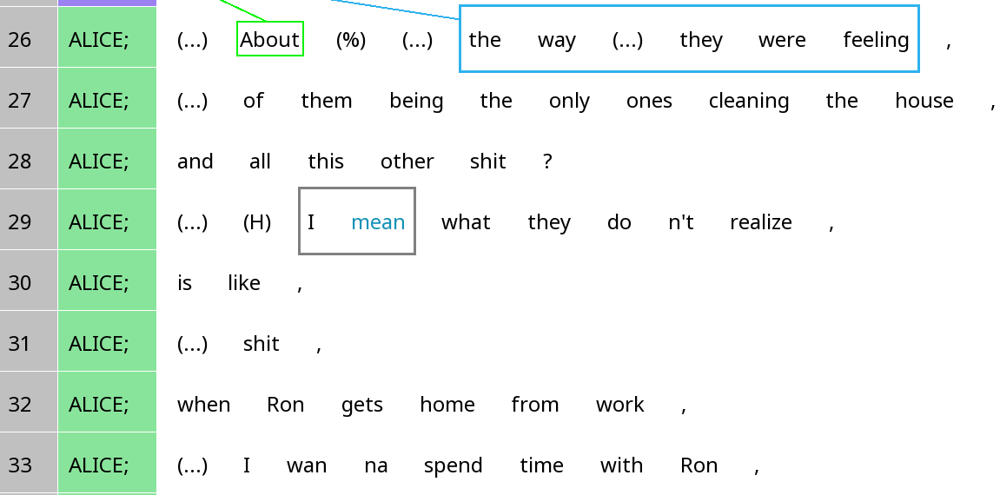 26 ALICE; (...) About (%) (...) the way (...) they were feeling ,
27 ALICE; (...) of them being the only ones cleaning the house ,
28 ALICE; and all this other shit ?
29 ALICE; (...) (H) I mean what they do n't realize ,
30 ALICE; is like ,
31 ALICE; (...) shit ,
32 ALICE; when Ron gets home from work ,
33 ALICE; (...) I wan na spend time with Ron ,